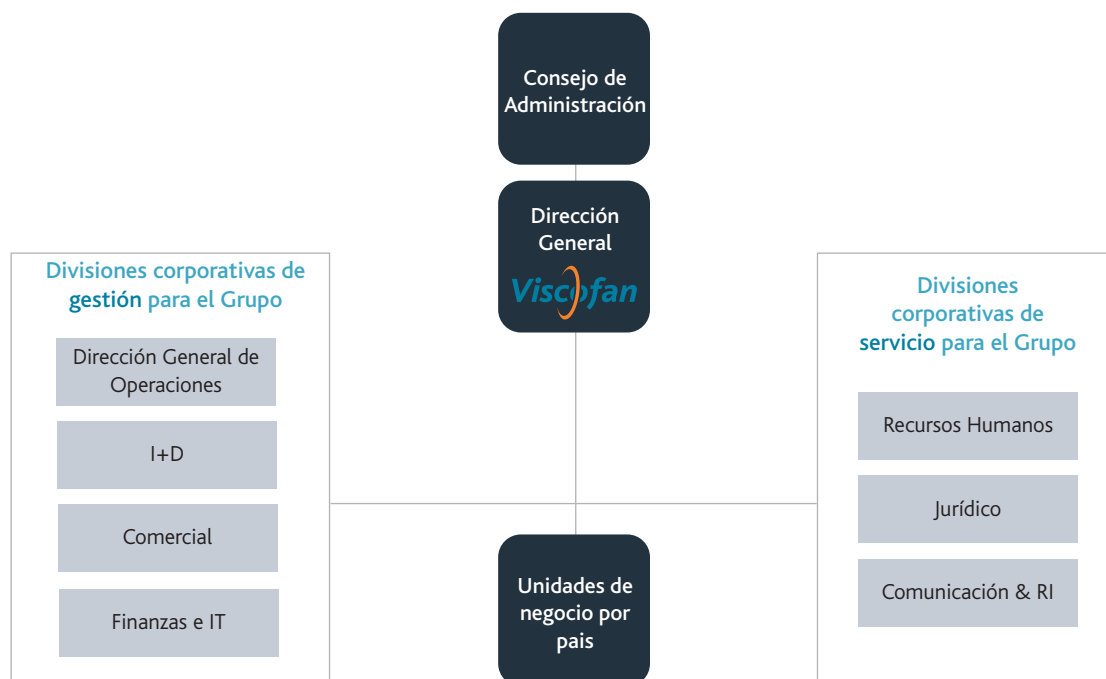 Consejo de
Administración
Dirección
General
Viscofan
Divisiones corporativas de
gestión para el Grupo
Dirección General de
Operaciones
I+D
Comercial
Finanzas e IT
Divisiones
corporativas de
servicio para el Grupo
Recursos Humanos
Jurídico
Comunicación & RI
Unidades de
negocio por
pais